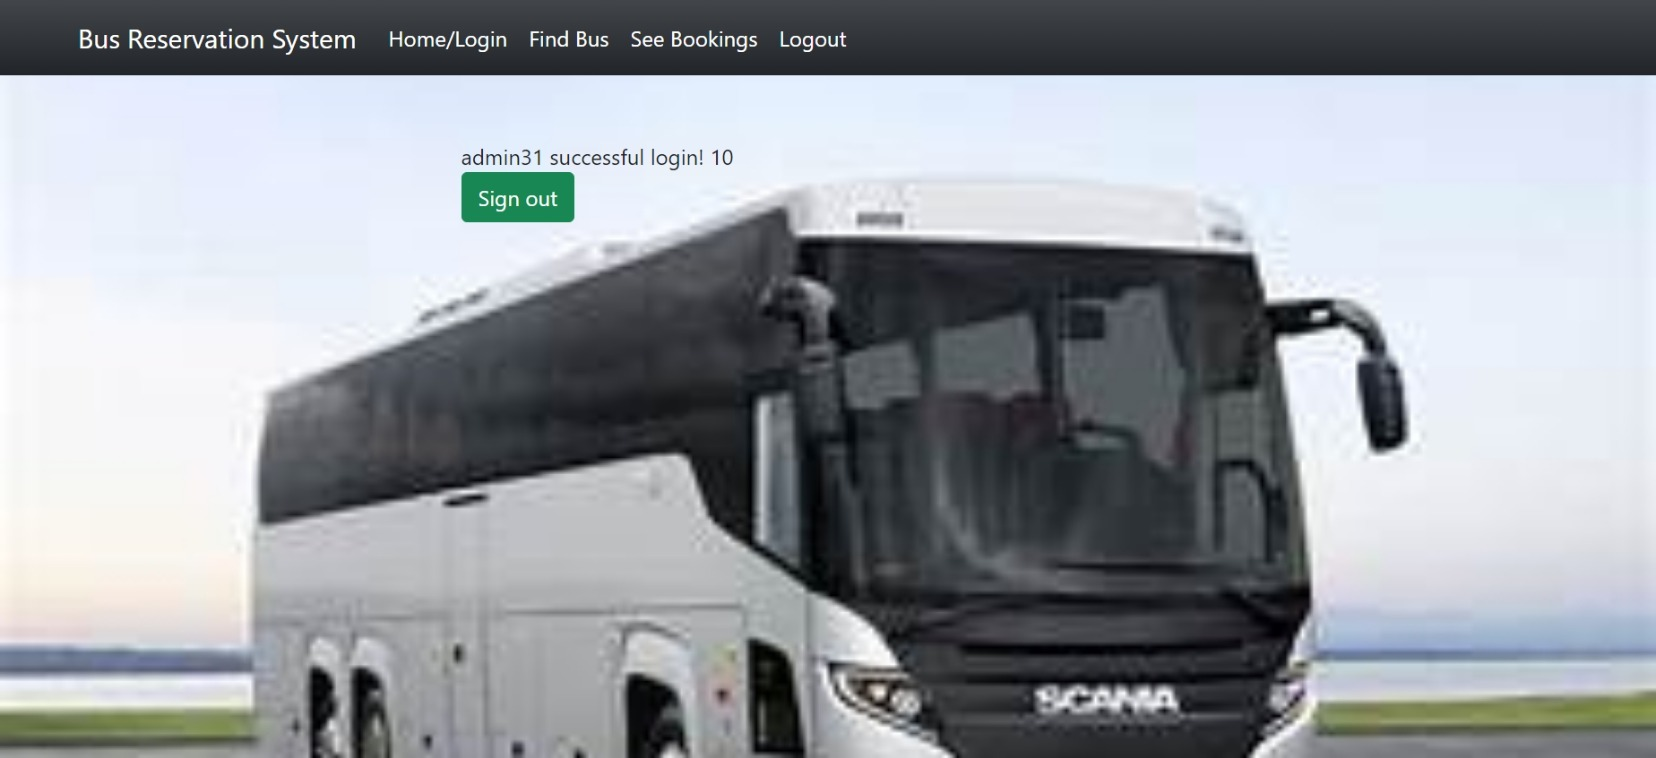 Bus Reservation System Home/Login Find Bus See Bookings Logout
admin31 successful login! 10
Sign out
SCANIA